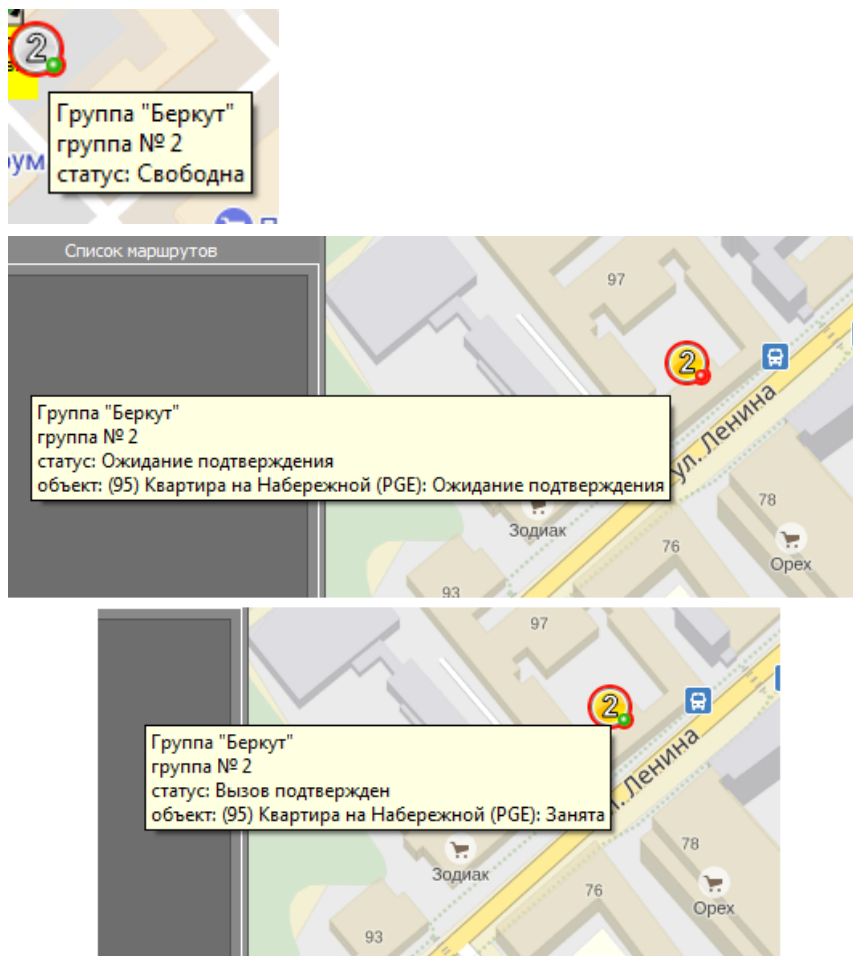 2
Группа "Беркут"
группа № 2
статус: Свободна
ум
Список маршрутов
97
2
Группа "Беркут"
группа № 2
статус: Ожидание подтверждения
объект: (95) Квартира на Набережной (PGE): Ожидание подтверждения
ул. Ленина
78
Зодиак
76
Орех
93
97
2
Группа "Беркут"
группа № 2
статус: Вызов подтвержден
объект: (95) Квартира на Набережной (PGE): Занята
л. Ленина
78
Зодиак
76
Орех
93